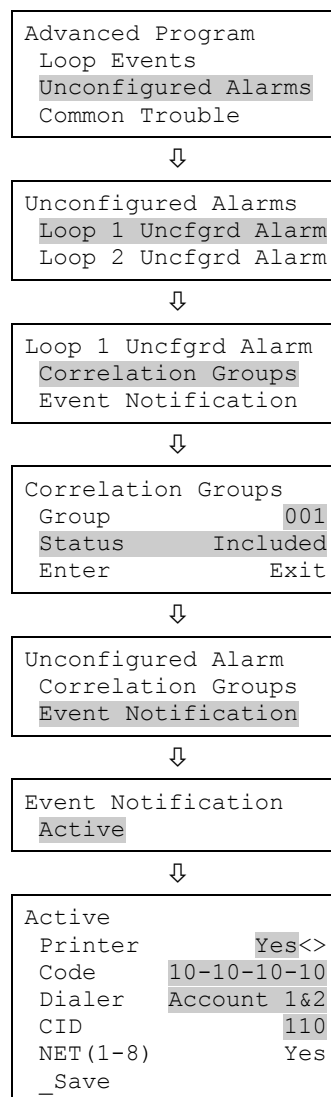 Advanced Program
Loop Events
Unconfigured Alarms
Common Trouble
⇩
Unconfigured Alarms
Loop 1 Uncfgrd Alarm
Loop 2 Uncfgrd Alarm
⇩
Loop 1 Uncfgrd Alarm
Correlation Groups
Event Notification
⇩
Correlation Groups
Group 001
Status Included
Enter Exit
⇩
Unconfigured Alarm
Correlation Groups
Event Notification
⇩
Event Notification
Active
⇩
Active
Printer Yes<>
Code 10-10-10-10
Dialer Account 1&2
CID 110
NET(1-8) Yes
_Save